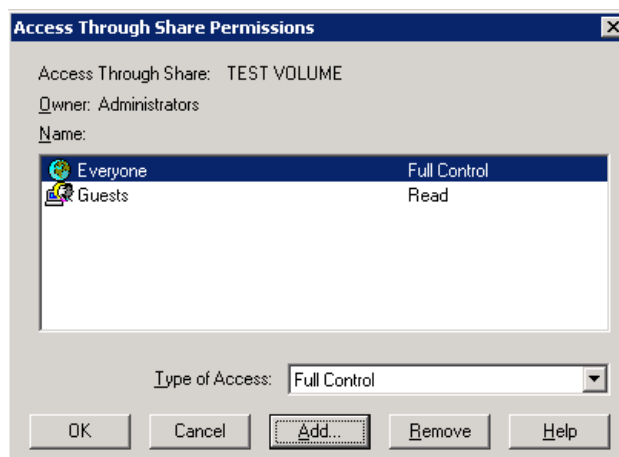 Access Through Share Permissions
Access Through Share: TEST VOLUME
Owner: Administrators
Name:
Everyone Full Control
Guests Read
Type of Access: Full Control
OK Cancel Add... Remove Help